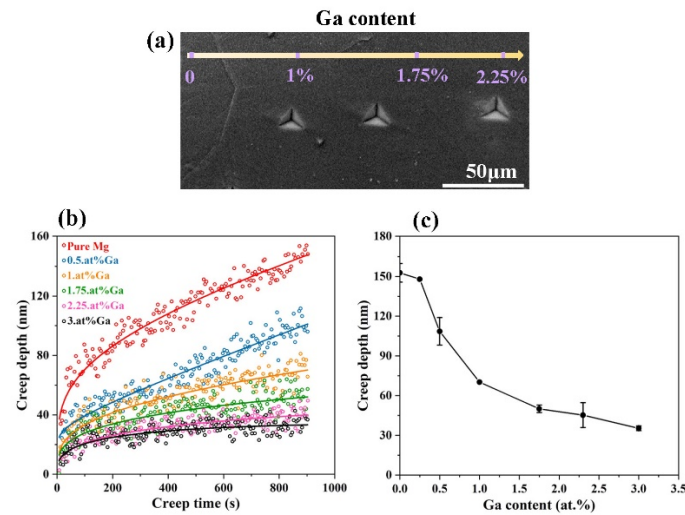 Ga content
(a)
0
1%
1.75%
2.25%
50μm
(b)
160
120
80
40
0
Creep depth (nm)
Pure Mg
0.5.at%Ga
1.at%Ga
1.75.at%Ga
2.25.at%Ga
3.at%Ga
0 200 400 600 800 1000
Creep time (s)
(c)
180
150
120
90
60
30
0
Creep depth (nm)
0.0 0.5 1.0 1.5 2.0 2.5 3.0 3.5
Ga content (at.%)